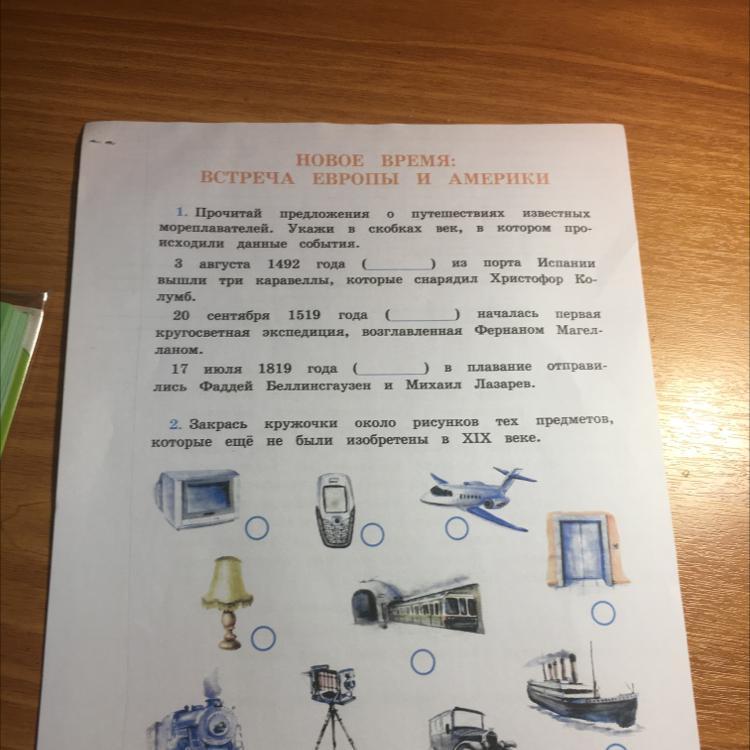 НОВОЕ ВРЕМЯ:
ВСТРЕЧА ЕВРОПЫ И АМЕРИКИ
1. Прочитай предложения о путешествиях известных
мореплавателей. Укажи в скобках век, в котором про-
исходили данные события.
3 августа 1492 года (________) из порта Испании
вышли три каравеллы, которые снарядил Христофор Ко-
лумб.
20 сентября 1519 года (________) началась первая
кругосветная экспедиция, возглавленная Фернаном Магел-
ланом.
17 июля 1819 года (________) в плавание отправи-
лись Фаддей Беллинсгаузен и Михаил Лазарев.
2. Закрась кружочки около рисунков тех предметов,
которые ещё не были изобретены в XIX веке.